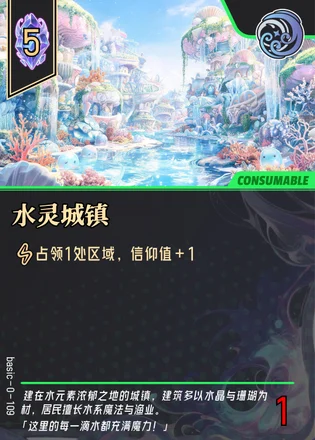 5
CONSUMABLE
水灵城镇
占领1处区域，信仰值+1
basic-0-109
建在水元素浓郁之地的城镇，建筑多以水晶与珊瑚为
材，居民擅长水系魔法与渔业。
「这里的每一滴水都充满魔力！」
1